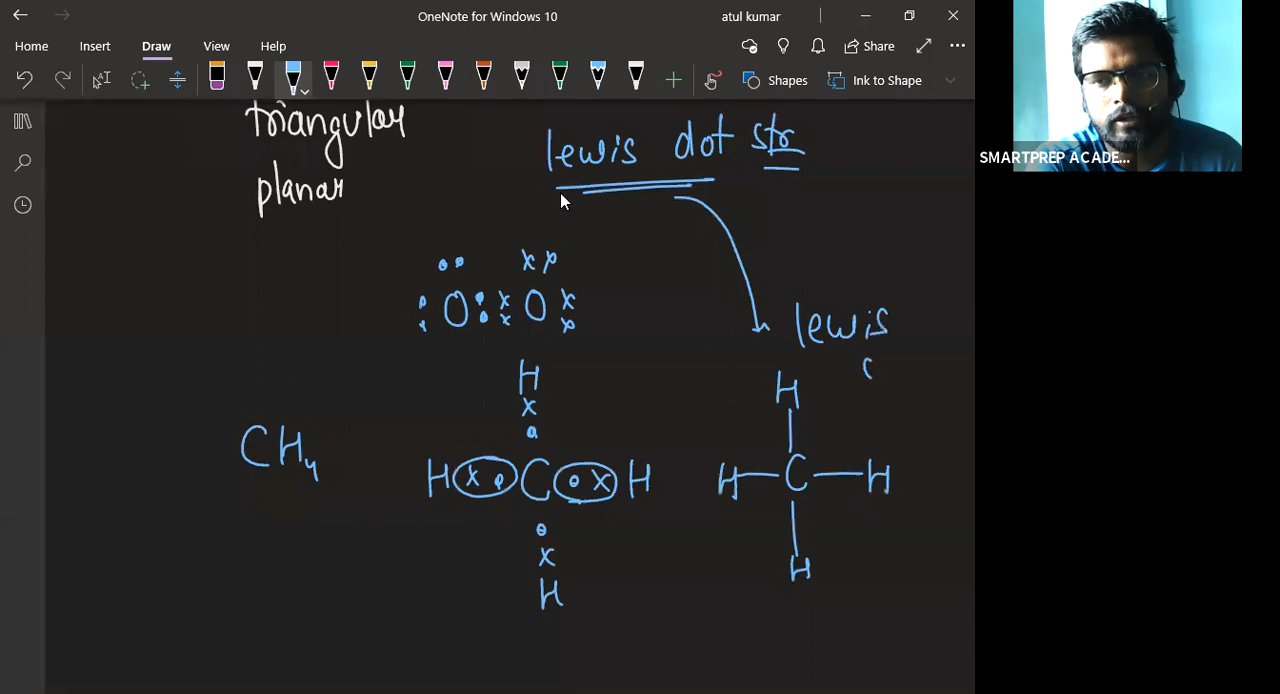 OneNote for Windows 10
atul kumar
Home Insert Draw View Help
Share
Shapes
Ink to Shape
SMARTPREP ACADE...
triangular
planar
lewis dot str
O O
lewis
H
H
CH4
H C H
H C H
H
H